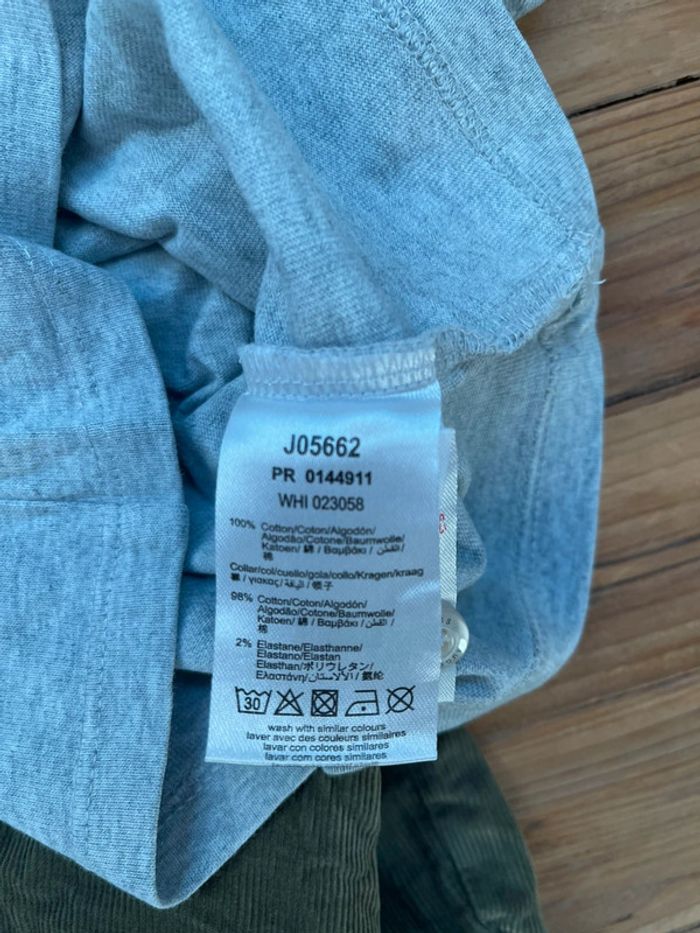 J05662
PR 0144911
WHI 023058
100% Cotton/Coton/Algodón/
Algodão/Cotone/Baumwolle/
Katoen/ 綿 / Βαμβάκι / القطن /
棉
Collar/col/cuello/gola/collo/Kragen/kraag
/ γιακας/ الياقة / 领子
98% Cotton/Coton/Algodón/
Algodão/Cotone/Baumwolle/
Katoen/ 綿 / Βαμβάκι / القطن /
棉
2% Elastane/Elasthanne/
Elastano/Elastan
Elasthan/ポリウレタン/
Ελαστάνη/الألاستان/ 氨纶
30
wash with similar colours
laver avec des couleurs similaires
lavar con colores similares
lavar com cores similares